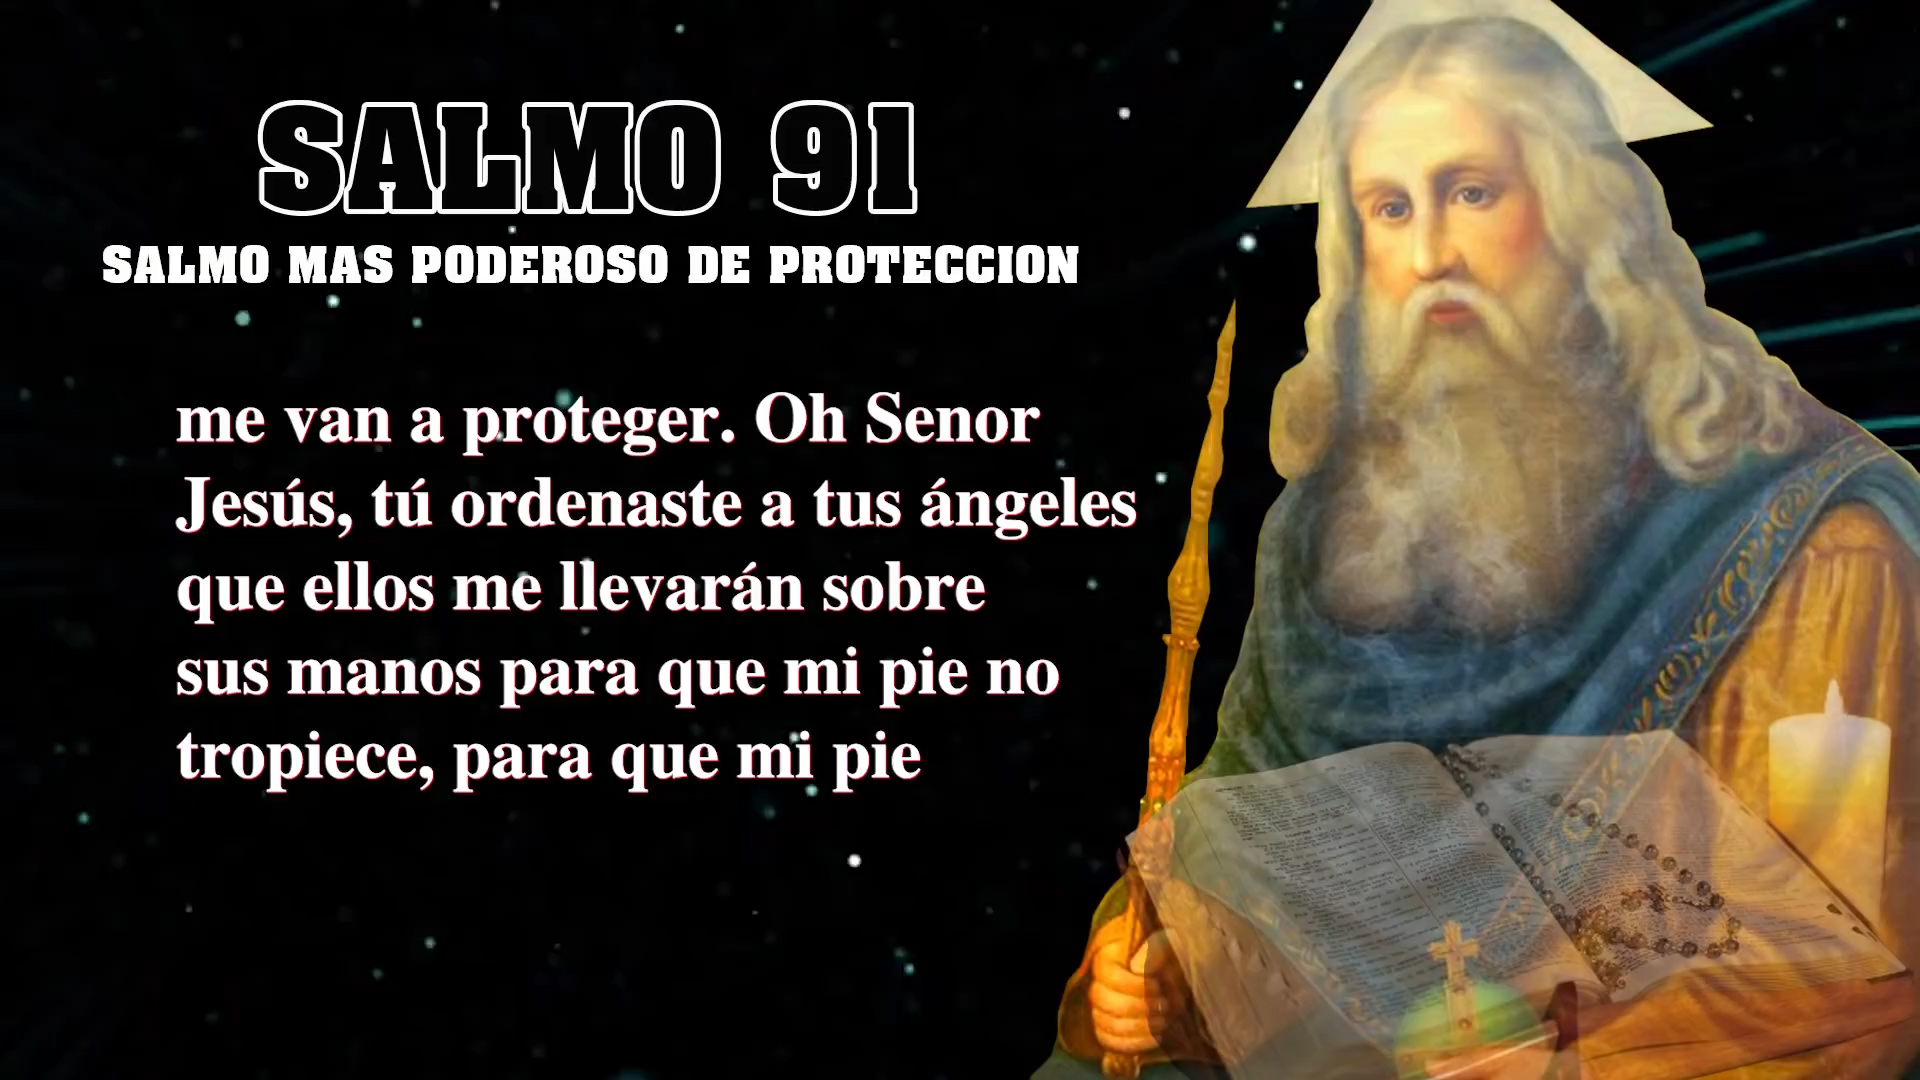 SALMO 91
SALMO MAS PODEROSO DE PROTECCION
me van a proteger. Oh Senor
Jesús, tú ordenaste a tus ángeles
que ellos me llevarán sobre
sus manos para que mi pie no
tropiece, para que mi pie